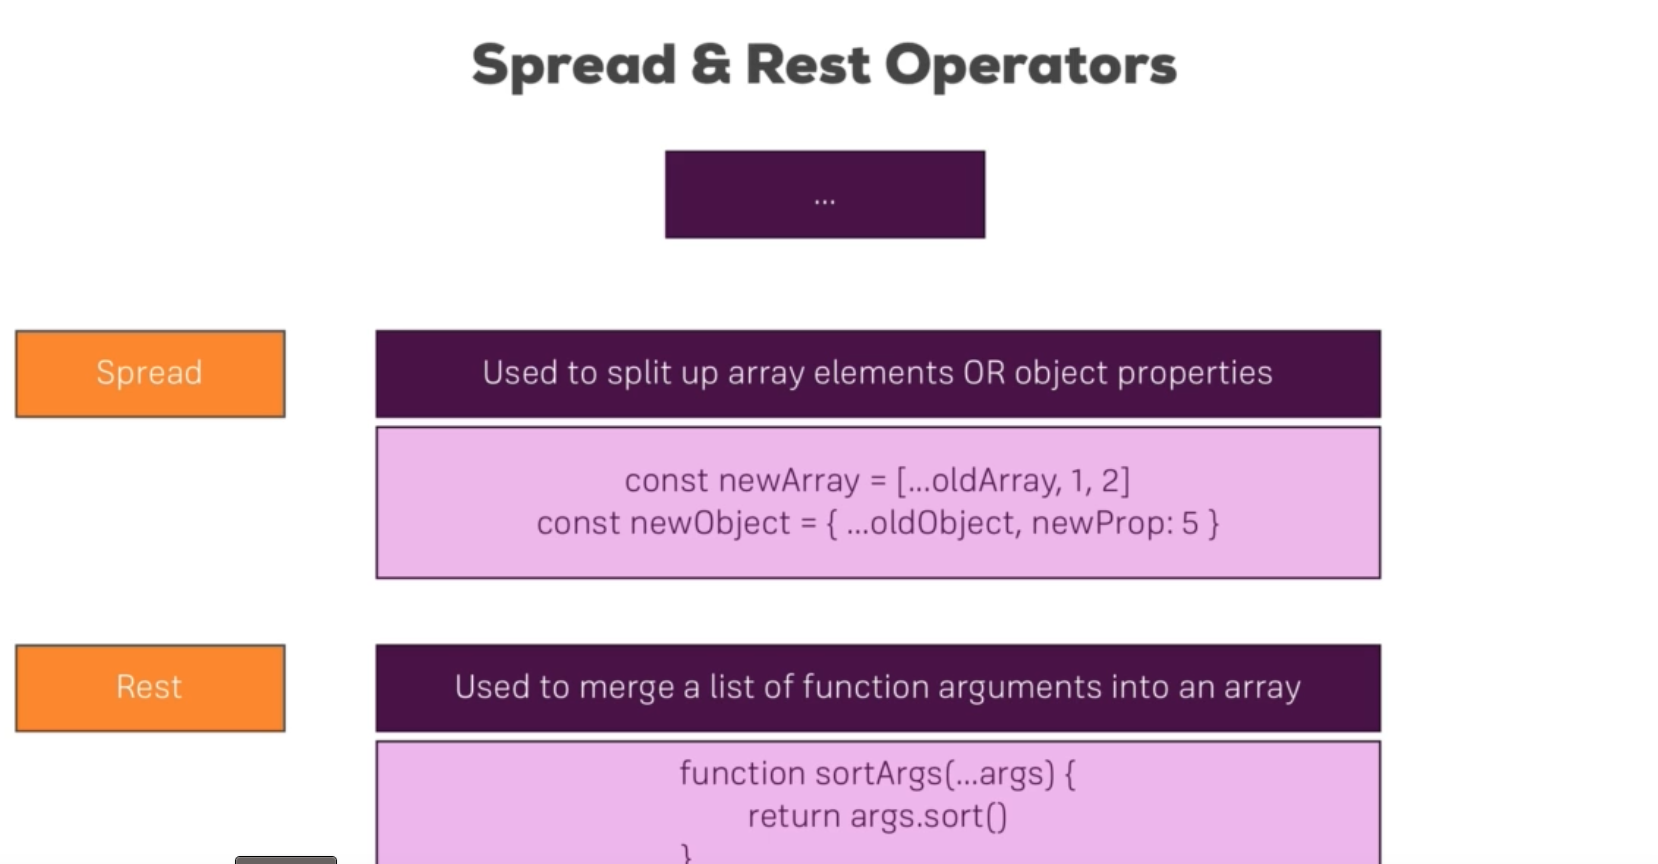 Spread & Rest Operators
...
Spread
Used to split up array elements OR object properties
const newArray = [...oldArray, 1, 2]
const newObject = { ...oldObject, newProp: 5 }
Rest
Used to merge a list of function arguments into an array
function sortArgs(...args) {
return args.sort()
}